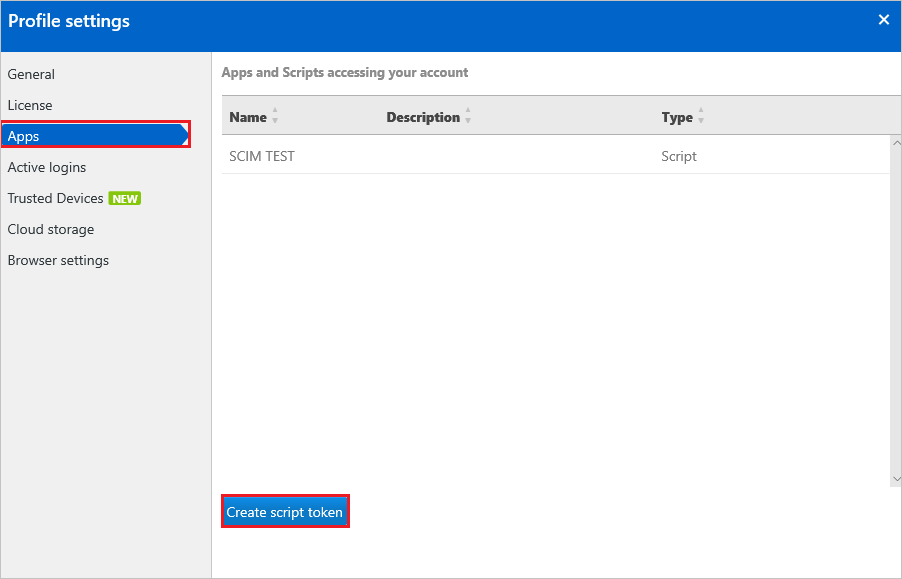 Profile settings
General
License
Apps
Active logins
Trusted Devices NEW
Cloud storage
Browser settings
Apps and Scripts accessing your account
Name Description Type
SCIM TEST Script
Create script token